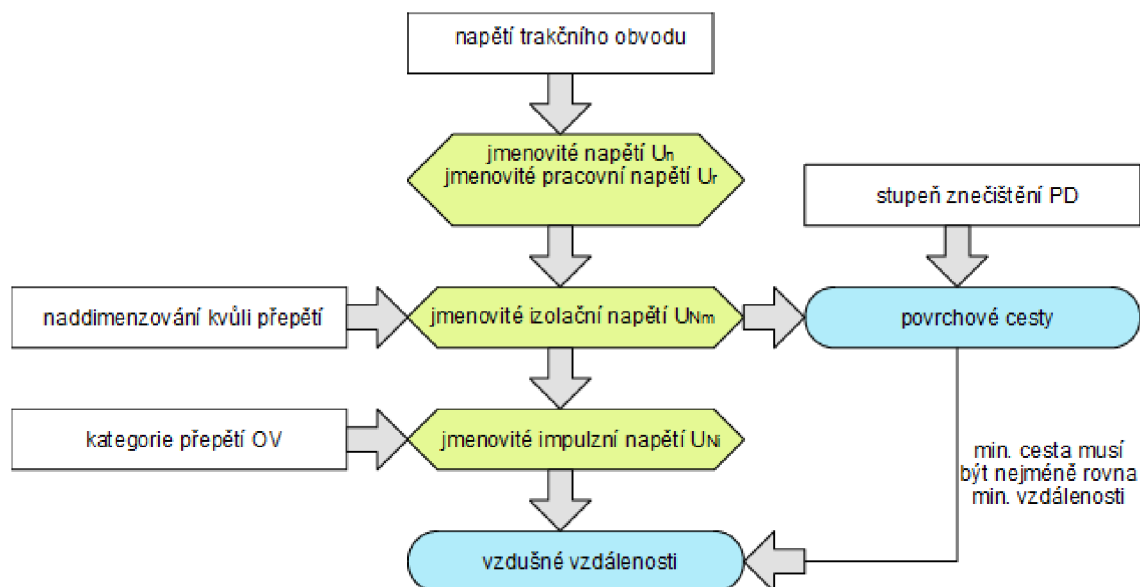 napětí trakčního obvodu
jmenovité napětí Un
jmenovité pracovní napětí Ur
stupeň znečištění PD
naddimenzování kvůli přepětí
jmenovité izolační napětí UNm
povrchové cesty
kategorie přepětí OV
jmenovité impulzní napětí UNi
min. cesta musí
být nejméně rovna
min. vzdálenosti
vzdušné vzdálenosti